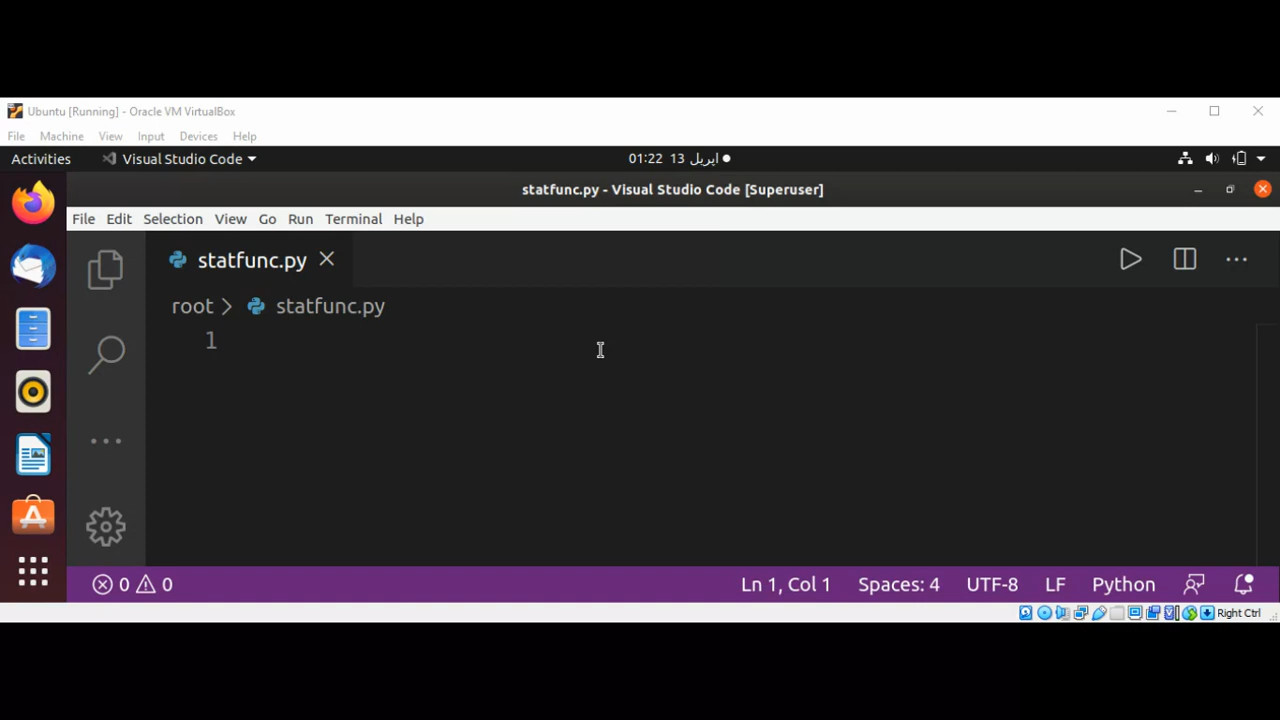 Ubuntu [Running] - Oracle VM VirtualBox
File Machine View Input Devices Help
Activities Visual Studio Code 01:22 13 اپریل
statfunc.py - Visual Studio Code [Superuser]
File Edit Selection View Go Run Terminal Help
statfunc.py
root > statfunc.py
1
0 0 Ln 1, Col 1 Spaces: 4 UTF-8 LF Python
Right Ctrl